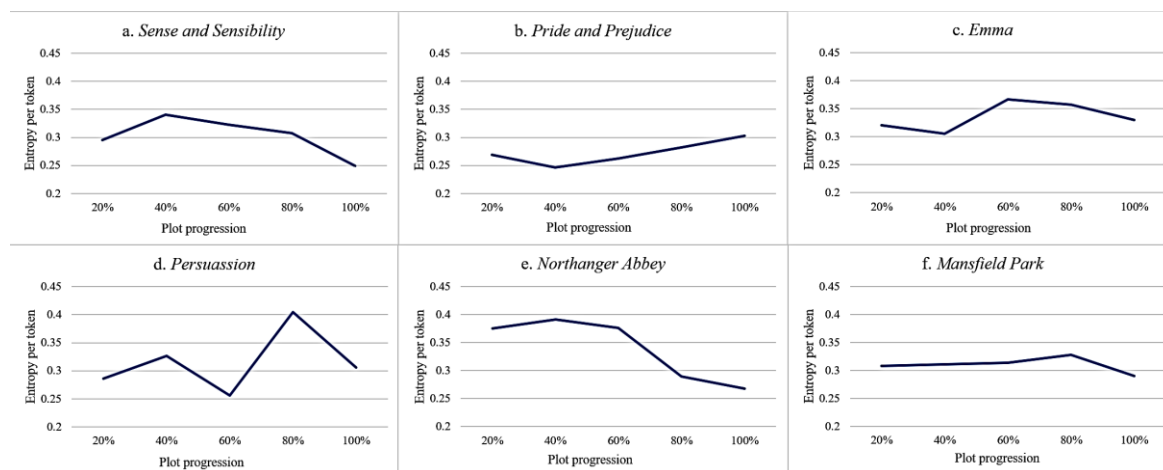 a. Sense and Sensibility
0.45
0.4
0.35
0.3
0.25
0.2
Entropy per token
20% 40% 60% 80% 100%
Plot progression
b. Pride and Prejudice
0.45
0.4
0.35
0.3
0.25
0.2
Entropy per token
20% 40% 60% 80% 100%
Plot progression
c. Emma
0.45
0.4
0.35
0.3
0.25
0.2
Entropy per token
20% 40% 60% 80% 100%
Plot progression
d. Persuassion
0.45
0.4
0.35
0.3
0.25
0.2
Entropy per token
20% 40% 60% 80% 100%
Plot progression
e. Northanger Abbey
0.45
0.4
0.35
0.3
0.25
0.2
Entropy per token
20% 40% 60% 80% 100%
Plot progression
f. Mansfield Park
0.45
0.4
0.35
0.3
0.25
0.2
Entropy per token
20% 40% 60% 80% 100%
Plot progression